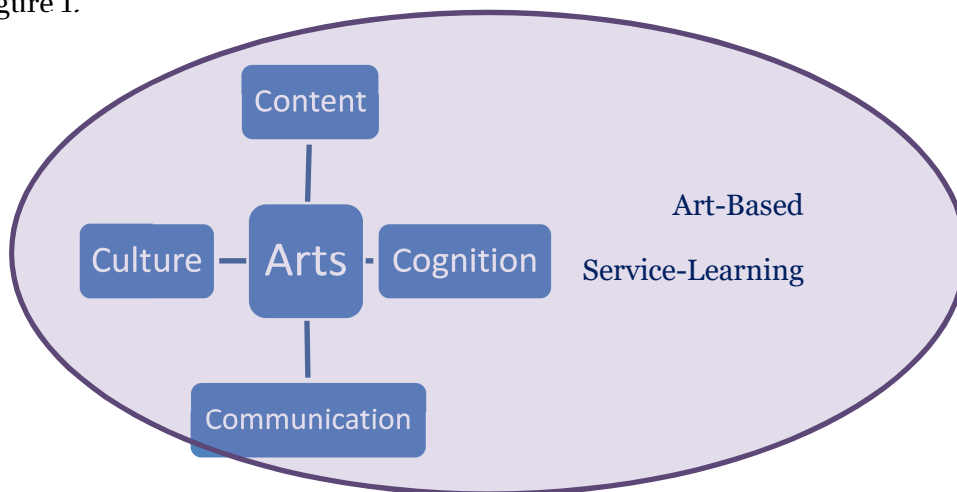 gure 1.
Content
Art-Based
Culture
Arts
Cognition
Service-Learning
Communication